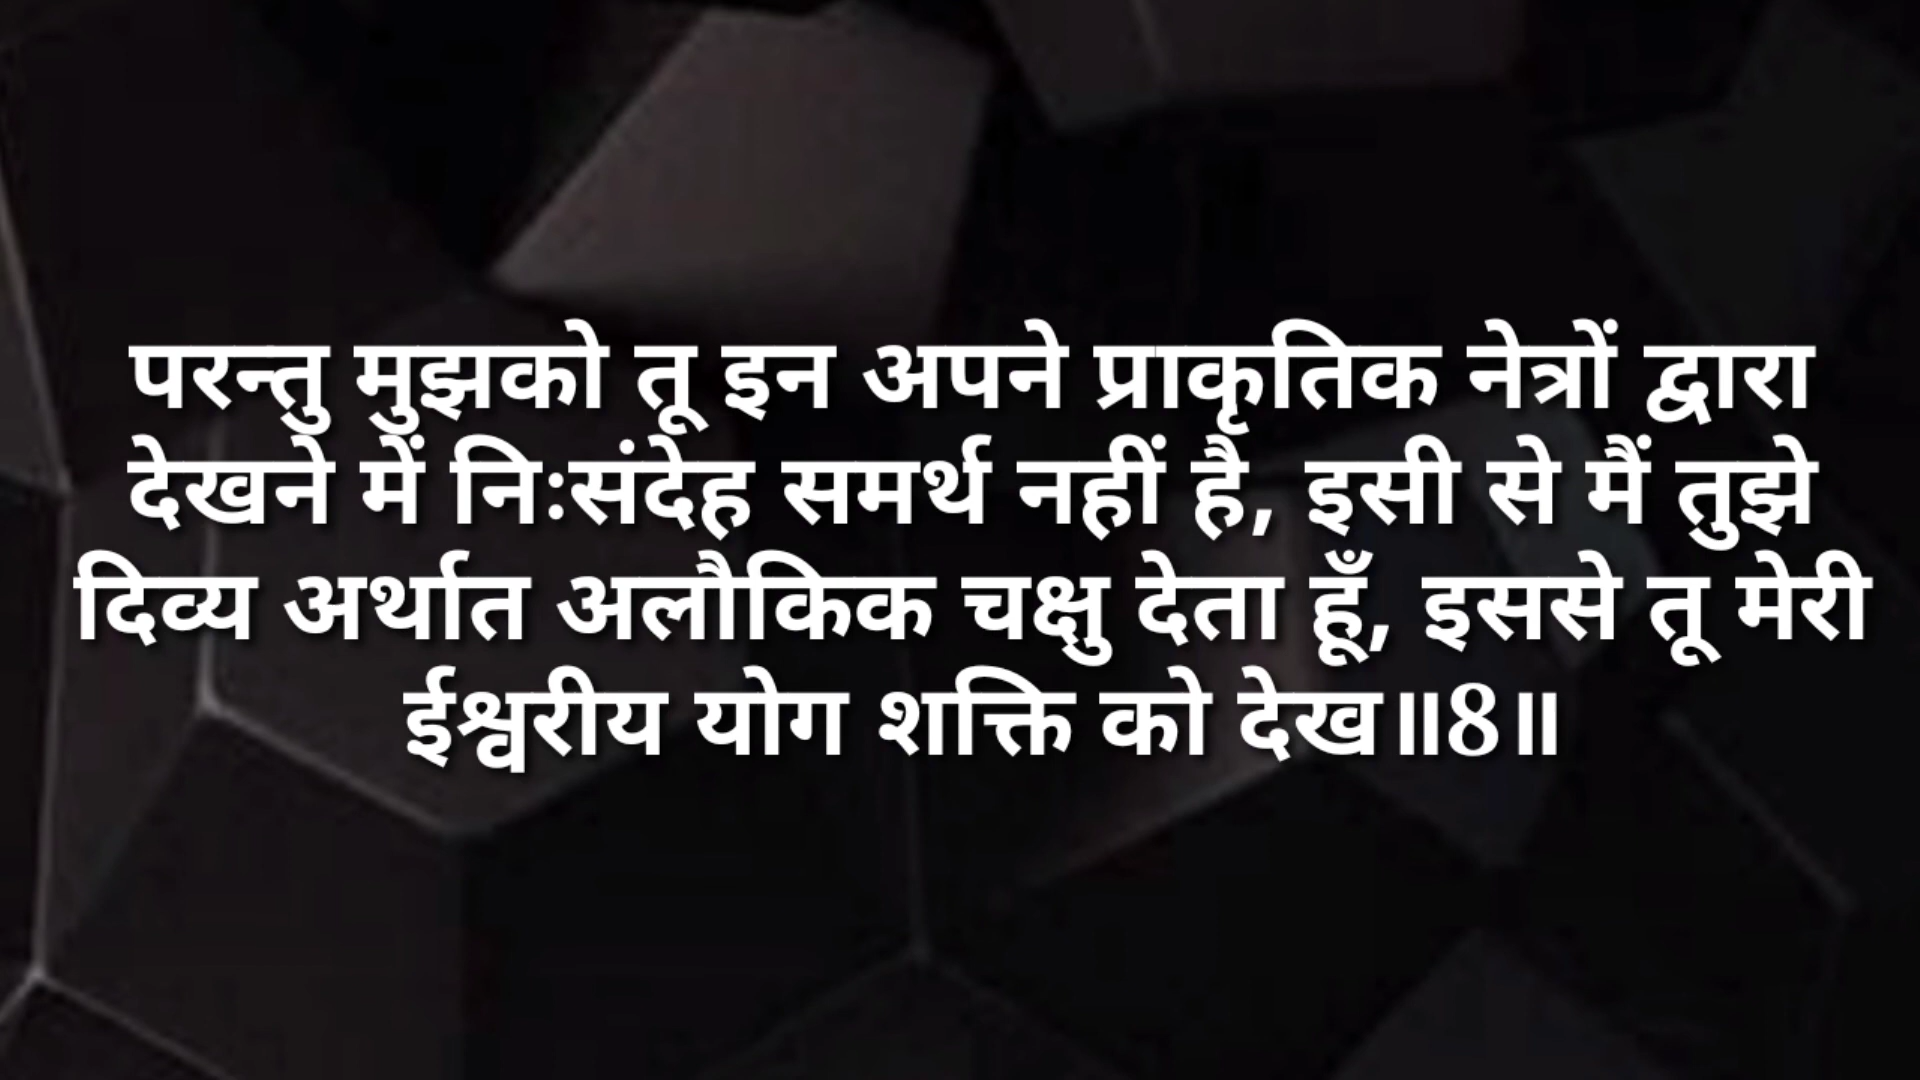 परन्तु मुझको तू इन अपने प्राकृतिक नेत्रों द्वारा
देखने में निःसंदेह समर्थ नहीं है, इसी से मैं तुझे
दिव्य अर्थात अलौकिक चक्षु देता हूँ, इससे तू मेरी
ईश्वरीय योग शक्ति को देख॥8॥